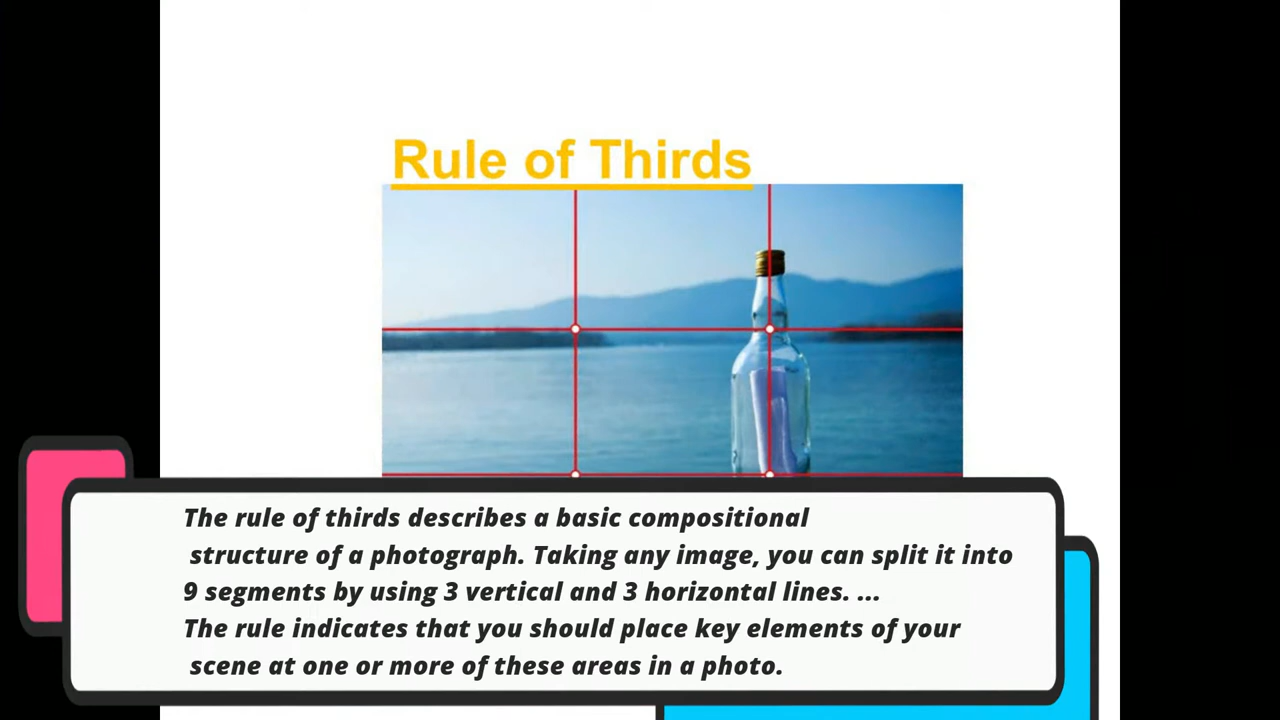 Rule of Thirds
The rule of thirds describes a basic compositional
structure of a photograph. Taking any image, you can split it into
9 segments by using 3 vertical and 3 horizontal lines. ...
The rule indicates that you should place key elements of your
scene at one or more of these areas in a photo.